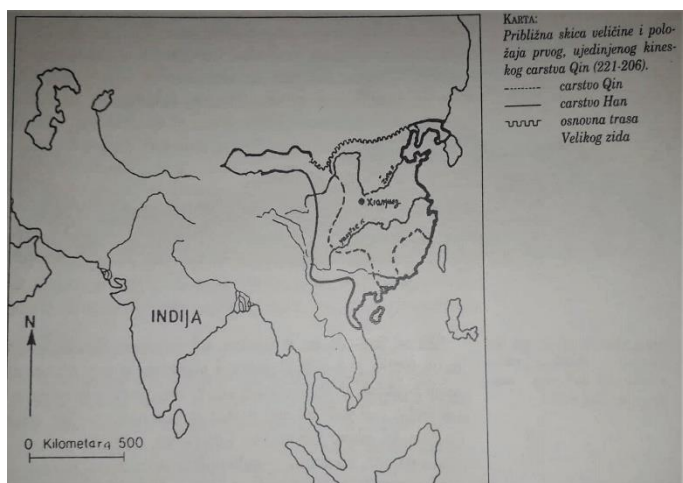 KARTA:
Približna skica veličine i polo-
žaja prvog, ujedinjenog kines-
kog carstva Qin (221-206).
carstvo Qin
carstvo Han
osnovna trasa
Velikog zida
INDIJA
N
0 Kilometara 500